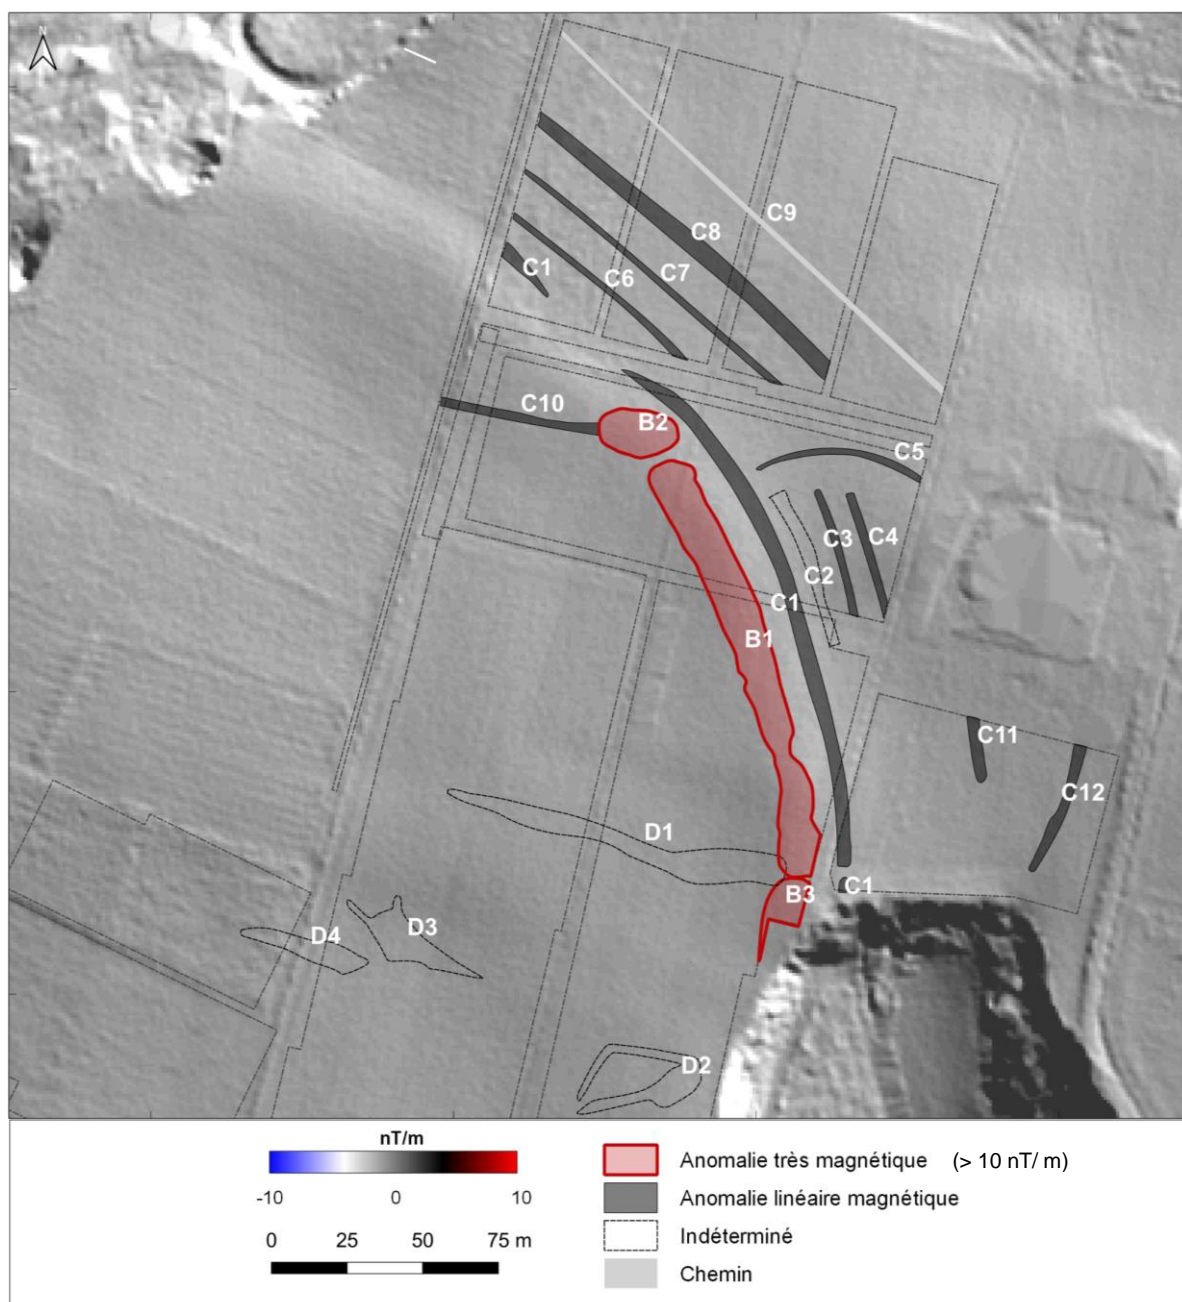 N
C9
C8
C7
C6
C1
C10
B2
C5
C3
C4
C2
C1
B1
C11
C12
D1
C1
B3
D3
D4
D2
nT/m
-10 0 10
0 25 50 75 m
Anomalie très magnétique (> 10 nT/ m)
Anomalie linéaire magnétique
Indéterminé
Chemin